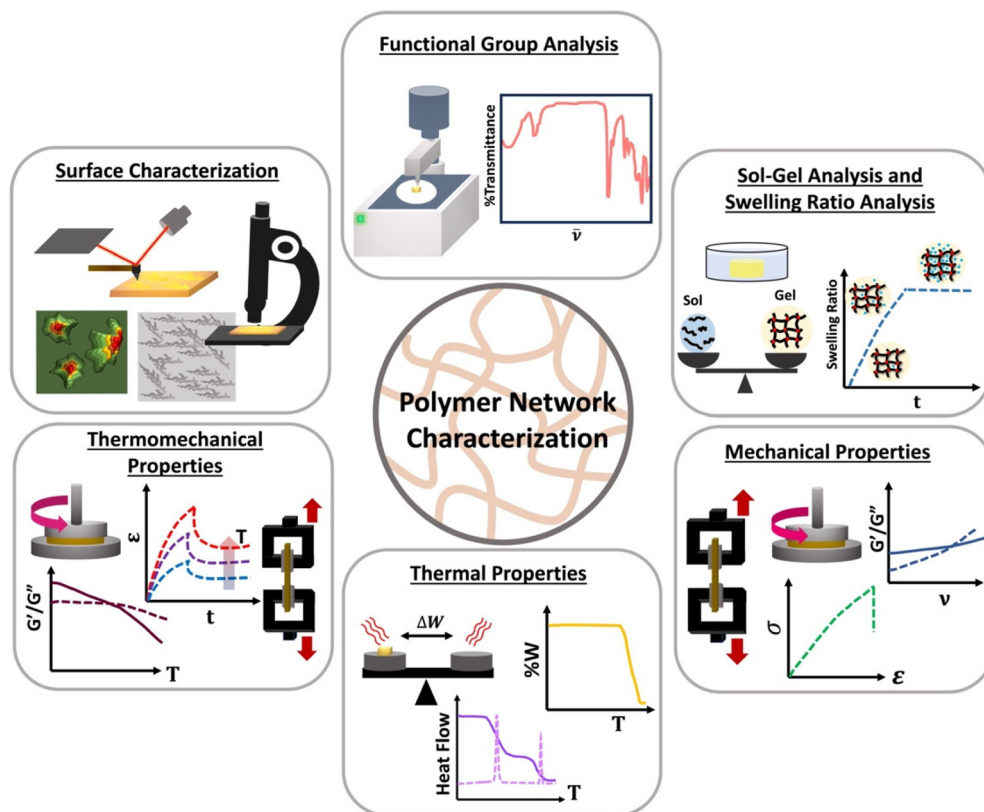 Functional Group Analysis
%Transmittance
ν̄
Surface Characterization
Sol-Gel Analysis and
Swelling Ratio Analysis
Sol
Gel
Swelling Ratio
t
Polymer Network
Characterization
Thermomechanical
Properties
ε
T
t
G'/G"
T
Thermal Properties
ΔW
%W
T
Heat Flow
T
Mechanical Properties
G'/G"
ν
σ
ε